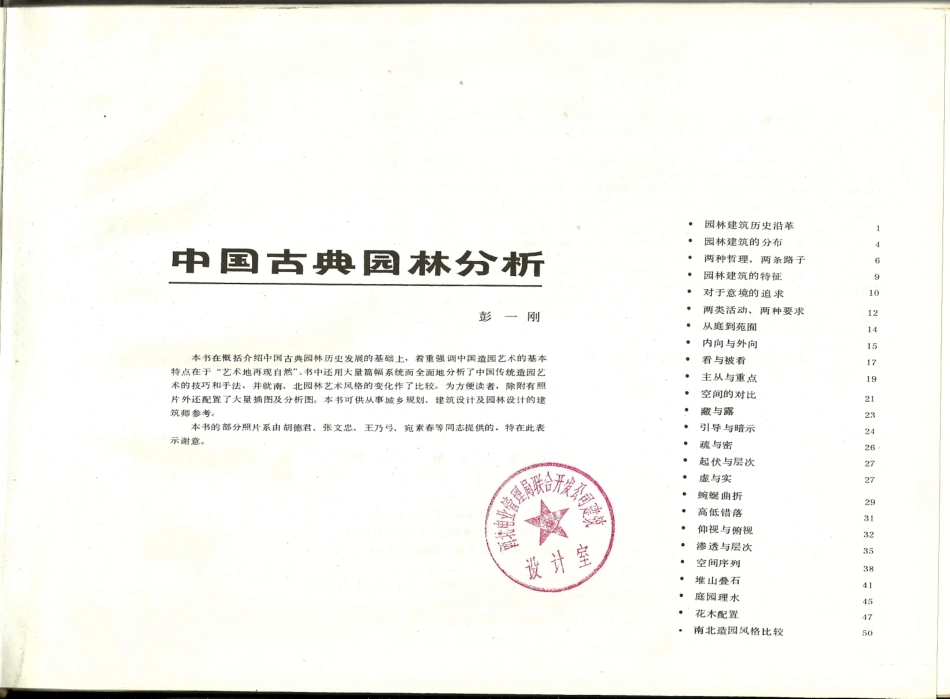 中国古典园林分析
彭一刚
本书在概括介绍中国古典园林历史发展的基础上，着重强调中国造园艺术的基本
特点在于“艺术地再现自然”。书中还用大量篇幅系统而全面地分析了中国传统造园艺
术的技巧和手法，并就南、北园林艺术风格的变化作了比较。为方便读者，除附有照
片外还配置了大量插图及分析图。本书可供从事城乡规划、建筑设计及园林设计的建
筑师参考。
本书的部分照片系由胡德君、张文忠、王乃弓、宛素春等同志提供的，特在此表
示谢意。
西北电业管理局联合开发公司建筑
设计室
• 园林建筑历史沿革 1
• 园林建筑的分布 4
• 两种哲理、两条路子 6
• 园林建筑的特征 9
• 对于意境的追求 10
• 两类活动、两种要求 12
• 从庭到苑囿 14
• 内向与外向 15
• 看与被看 17
• 主从与重点 19
• 空间的对比 21
• 藏与露 23
• 引导与暗示 24
• 疏与密 26
• 起伏与层次 27
• 虚与实 27
• 蜿蜒曲折 29
• 高低错落 31
• 仰视与俯视 32
• 渗透与层次 35
• 空间序列 38
• 堆山叠石 41
• 庭园理水 45
• 花木配置 47
• 南北造园风格比较 50